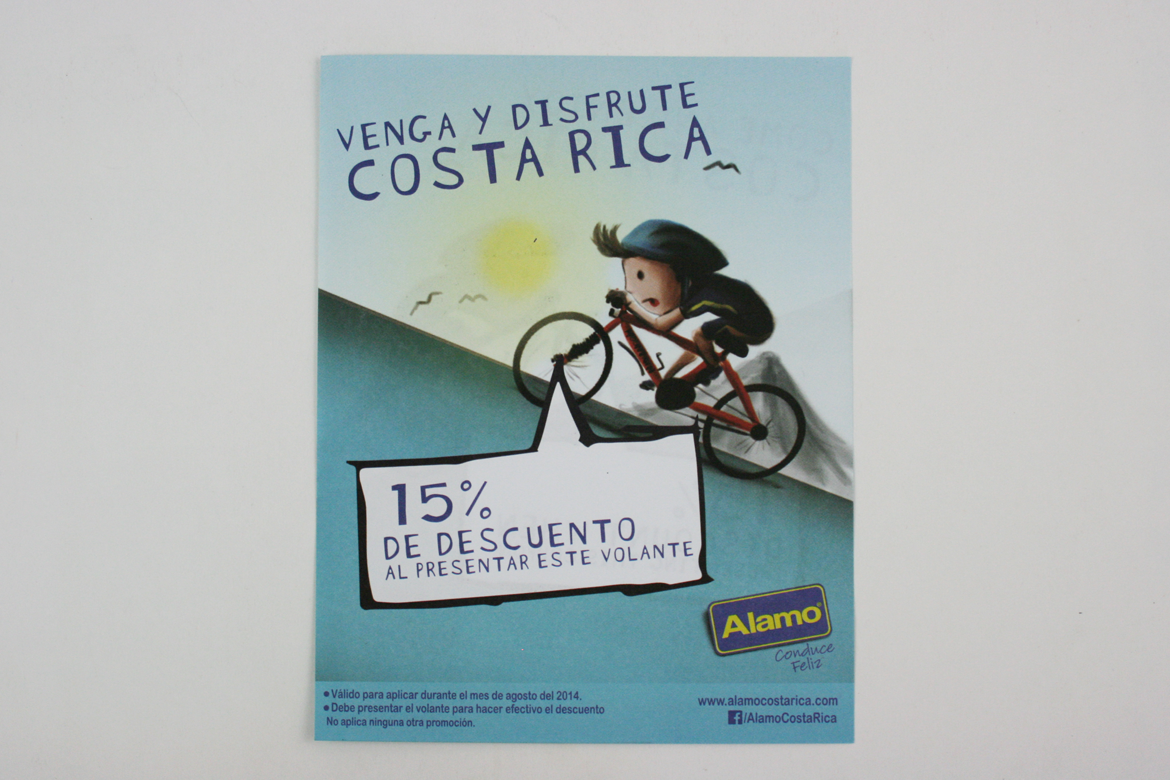 VENGA Y DISFRUTE
COSTA RICA
15%
DE DESCUENTO
AL PRESENTAR ESTE VOLANTE
Alamo®
Conduce
Feliz
● Válido para aplicar durante el mes de agosto del 2014.
● Debe presentar el volante para hacer efectivo el descuento
No aplica ninguna otra promoción.
www.alamocostarica.com
f/AlamoCostaRica